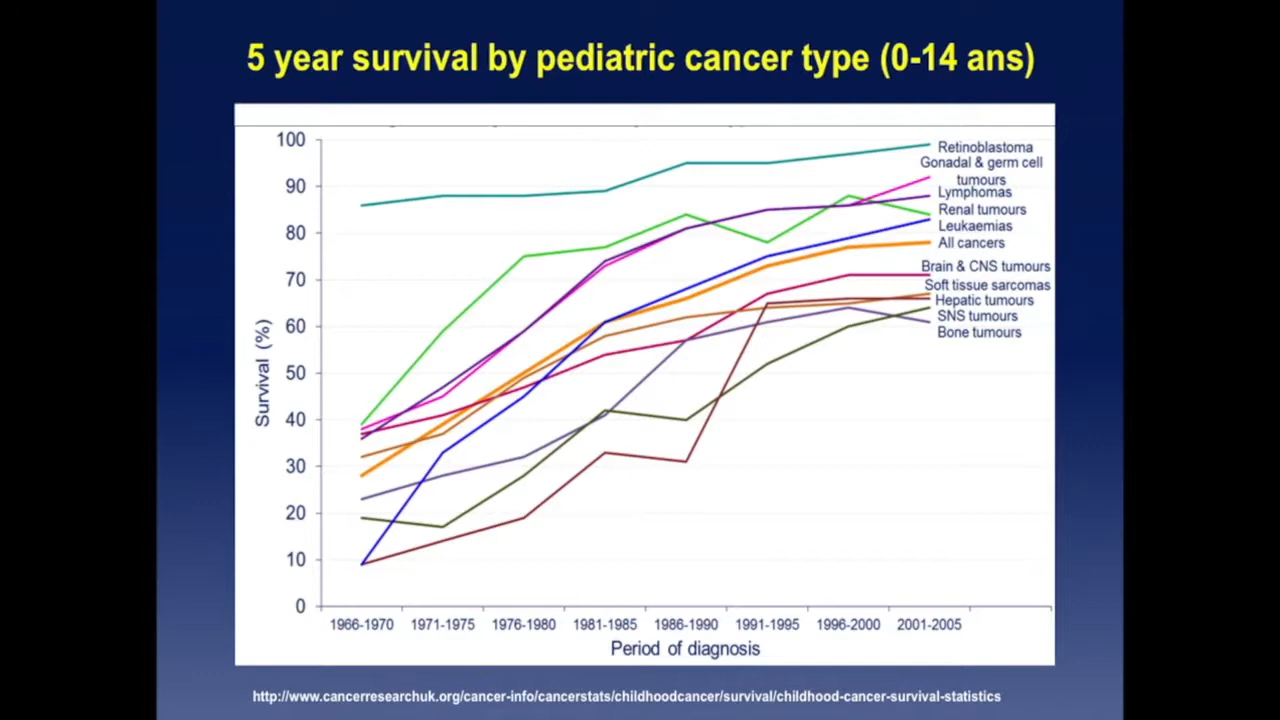 5 year survival by pediatric cancer type (0-14 ans)
100
90
80
70
60
50
40
30
20
10
0
Survival (%)
Retinoblastoma
Gonadal & germ cell
tumours
Lymphomas
Renal tumours
Leukaemias
All cancers
Brain & CNS tumours
Soft tissue sarcomas
Hepatic tumours
SNS tumours
Bone tumours
1966-1970 1971-1975 1976-1980 1981-1985 1986-1990 1991-1995 1996-2000 2001-2005
Period of diagnosis
http://www.cancerresearchuk.org/cancer-info/cancerstats/childhoodcancer/survival/childhood-cancer-survival-statistics